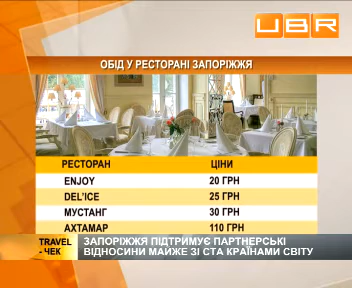 UBR
ОБІД У РЕСТОРАНІ ЗАПОРІЖЖЯ
РЕСТОРАН ЦІНИ
ENJOY 20 ГРН
DEL'ICE 25 ГРН
МУСТАНГ 30 ГРН
АХТАМАР 110 ГРН
TRAVEL
- ЧЕК
ЗАПОРІЖЖЯ ПІДТРИМУЄ ПАРТНЕРСЬКІ
ВІДНОСИНИ МАЙЖЕ ЗІ СТА КРАЇНАМИ СВІТУ